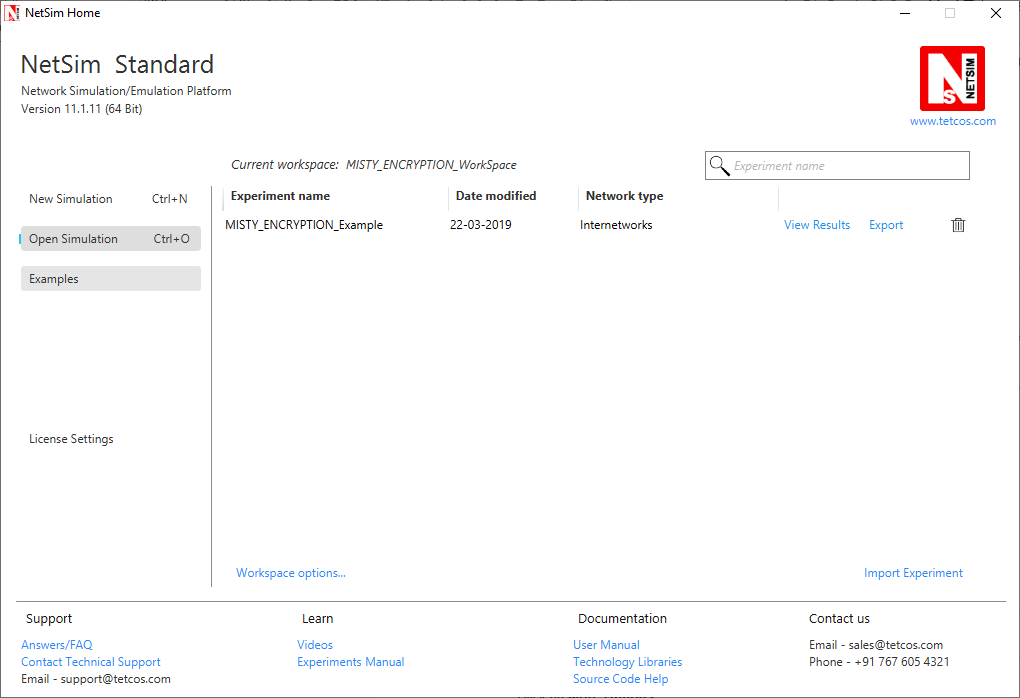 NetSim Home
NetSim Standard
Network Simulation/Emulation Platform
Version 11.1.11 (64 Bit)
N
S
NETSIM
www.tetcos.com
Current workspace: MISTY_ENCRYPTION_WorkSpace
Experiment name
New Simulation Ctrl+N
Open Simulation Ctrl+O
Examples
License Settings
Experiment name Date modified Network type
MISTY_ENCRYPTION_Example 22-03-2019 Internetworks View Results Export
Workspace options... Import Experiment
Support
Answers/FAQ
Contact Technical Support
Email - support@tetcos.com
Learn
Videos
Experiments Manual
Documentation
User Manual
Technology Libraries
Source Code Help
Contact us
Email - sales@tetcos.com
Phone - +91 767 605 4321